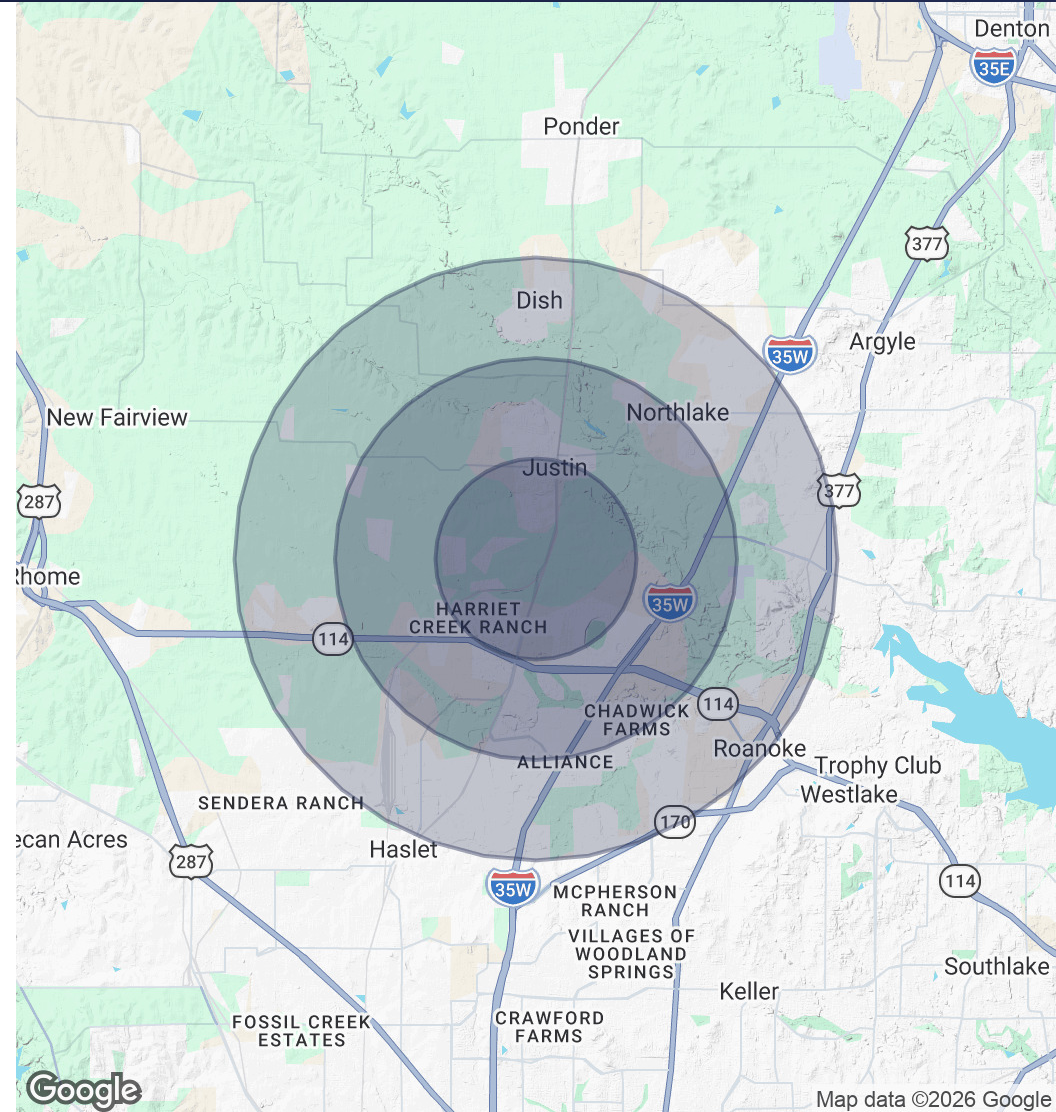 Denton
35E
Ponder
377
Dish
35W
Argyle
Northlake
New Fairview
Justin
377
287
Rhome
35W
HARRIET
CREEK RANCH
114
114
CHADWICK
FARMS
Roanoke
ALLIANCE
Trophy Club
Westlake
SENDERA RANCH
170
ecan Acres
Haslet
287
35W
114
MCPHERSON
RANCH
VILLAGES OF
WOODLAND
SPRINGS
Southlake
Keller
FOSSIL CREEK
ESTATES
CRAWFORD
FARMS
Google
Map data ©2026 Google